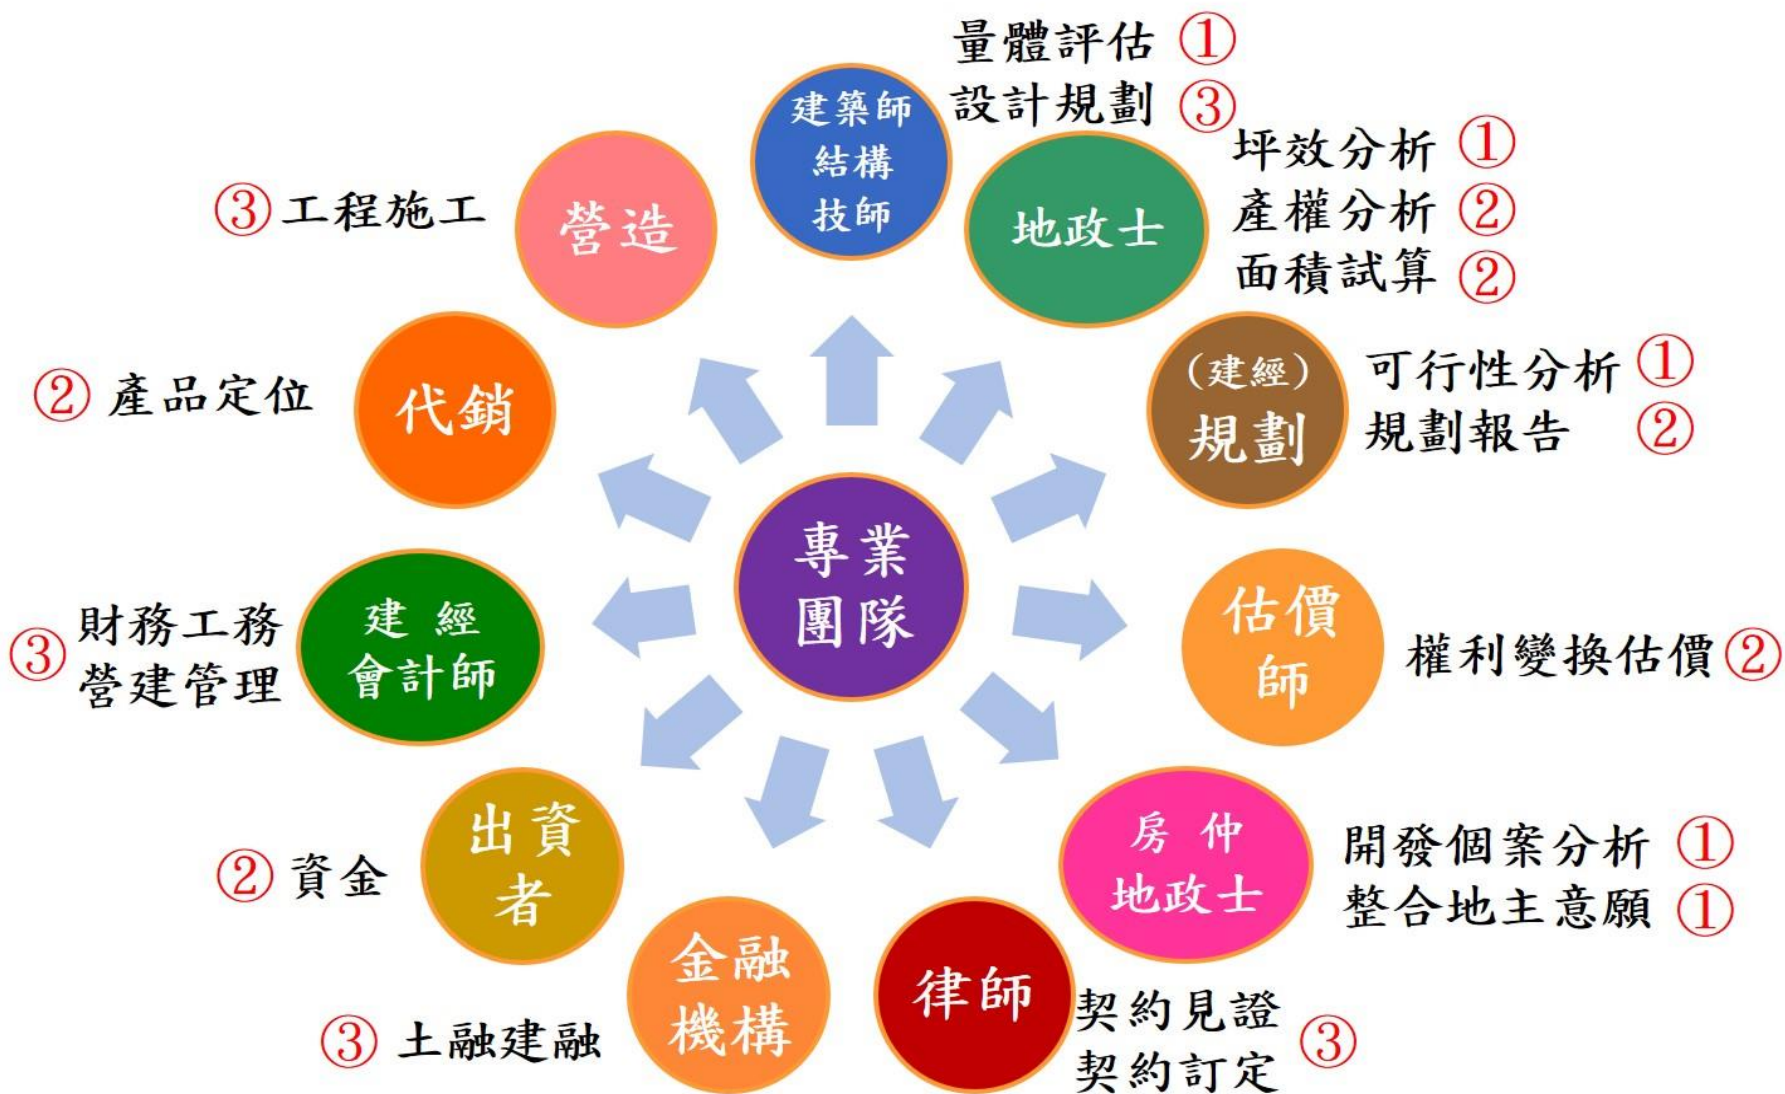 專業
團隊
建築師
結構
技師
量體評估 ①
設計規劃 ③
地政士
坪效分析 ①
產權分析 ②
面積試算 ②
（建經）
規劃
可行性分析 ①
規劃報告 ②
估價
師
權利變換估價 ②
房 仲
地政士
開發個案分析 ①
整合地主意願 ①
律師
契約見證
契約訂定
③
金融
機構
③ 土融建融
出資
者
② 資金
建 經
會計師
③
財務工務
營建管理
代銷
② 產品定位
營造
③ 工程施工